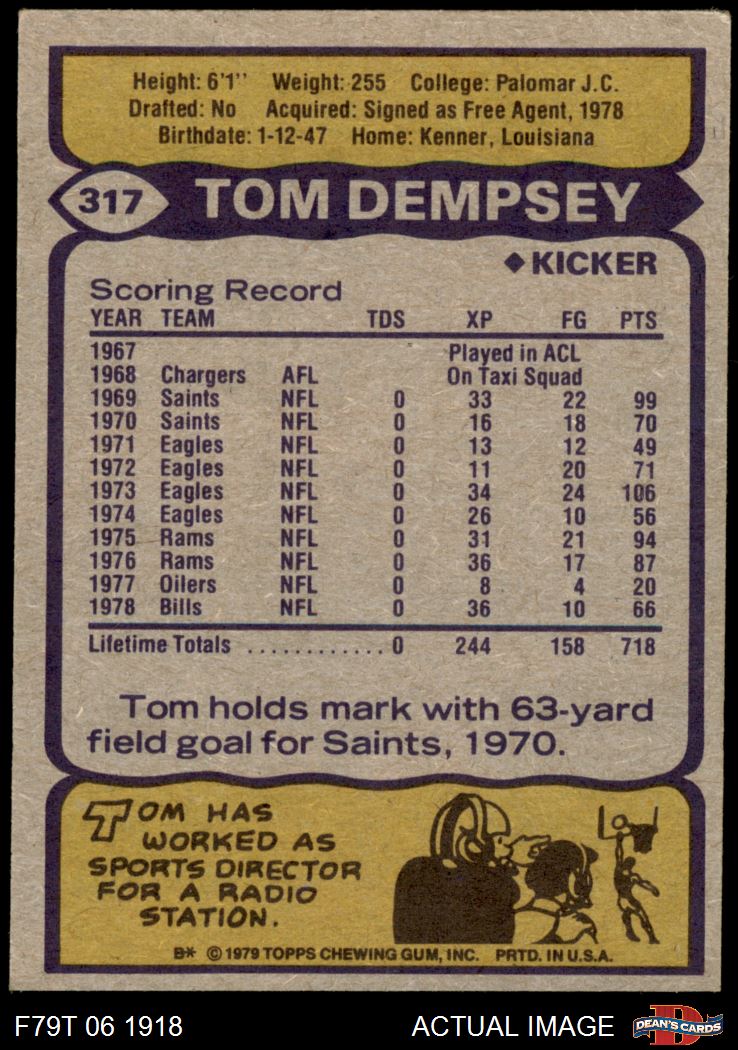 Height: 6'1" Weight: 255 College: Palomar J.C.
Drafted: No Acquired: Signed as Free Agent, 1978
Birthdate: 1-12-47 Home: Kenner, Louisiana
317 TOM DEMPSEY
◆ KICKER
Scoring Record
YEAR TEAM TDS XP FG PTS
1967 Played in ACL
1968 Chargers AFL On Taxi Squad
1969 Saints NFL 0 33 22 99
1970 Saints NFL 0 16 18 70
1971 Eagles NFL 0 13 12 49
1972 Eagles NFL 0 11 20 71
1973 Eagles NFL 0 34 24 106
1974 Eagles NFL 0 26 10 56
1975 Rams NFL 0 31 21 94
1976 Rams NFL 0 36 17 87
1977 Oilers NFL 0 8 4 20
1978 Bills NFL 0 36 10 66
Lifetime Totals ............ 0 244 158 718
Tom holds mark with 63-yard
field goal for Saints, 1970.
TOM HAS
WORKED AS
SPORTS DIRECTOR
FOR A RADIO
STATION.
B* © 1979 TOPPS CHEWING GUM, INC. PRTD. IN U.S.A.
F79T 06 1918 ACTUAL IMAGE D DEAN'S CARDS